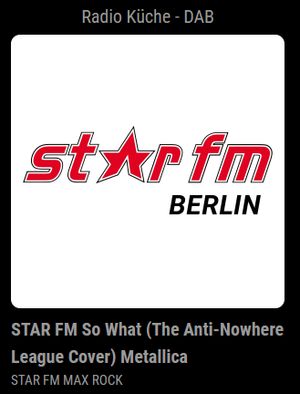 Radio Küche - DAB
star fm
BERLIN
STAR FM So What (The Anti-Nowhere
League Cover) Metallica
STAR FM MAX ROCK